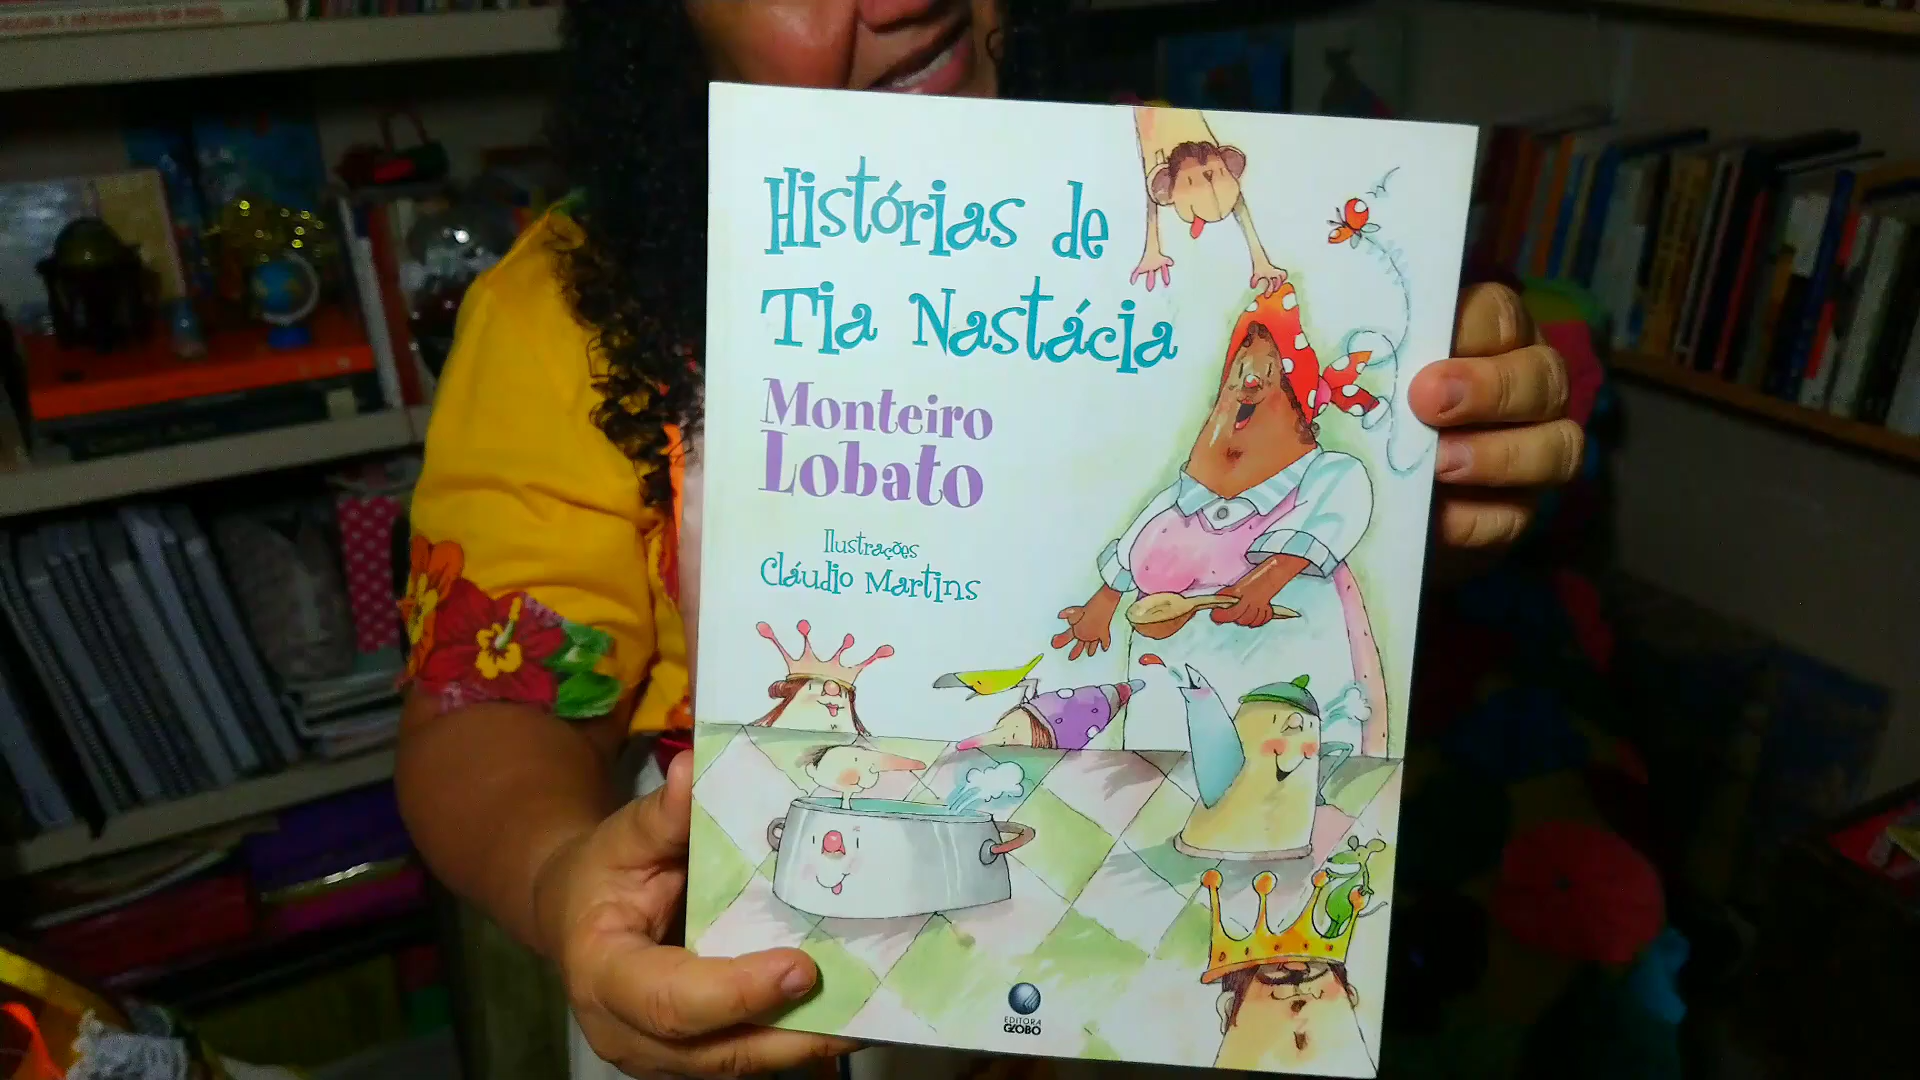 Histórias de
Tia Nastácia
Monteiro
Lobato
Ilustrações
Cláudio Martins
EDITORA
GLOBO